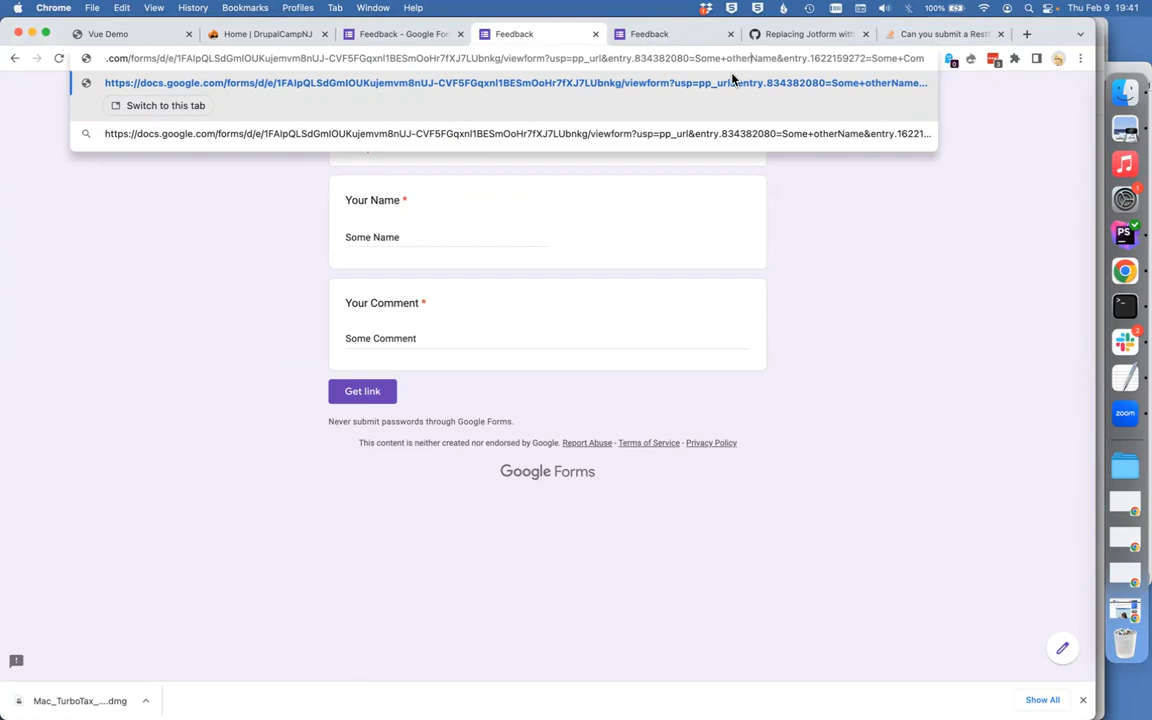 Chrome File Edit View History Bookmarks Profiles Tab Window Help
100% Thu Feb 9 19:41
Vue Demo
Home | DrupalCampNJ
Feedback - Google For
Feedback
Feedback
Replacing Jotform with
Can you submit a Rest
.com/forms/d/e/1FAIpQLSdGmIOUKujemvm8nUJ-CVF5FGqxnl1BESmOoHr7fXJ7LUbnkg/viewform?usp=pp_url&entry.834382080=Some+otherName&entry.1622159272=Some+Com
https://docs.google.com/forms/d/e/1FAIpQLSdGmIOUKujemvm8nUJ-CVF5FGqxnl1BESmOoHr7fXJ7LUbnkg/viewform?usp=pp_url&entry.834382080=Some+otherName...
Switch to this tab
https://docs.google.com/forms/d/e/1FAIpQLSdGmIOUKujemvm8nUJ-CVF5FGqxnl1BESmOoHr7fXJ7LUbnkg/viewform?usp=pp_url&entry.834382080=Some+otherName&entry.16221...
Your Name *
Some Name
Your Comment *
Some Comment
Get link
Never submit passwords through Google Forms.
This content is neither created nor endorsed by Google. Report Abuse - Terms of Service - Privacy Policy
Google Forms
PS
zoom
Mac_TurboTax_....dmg
Show All